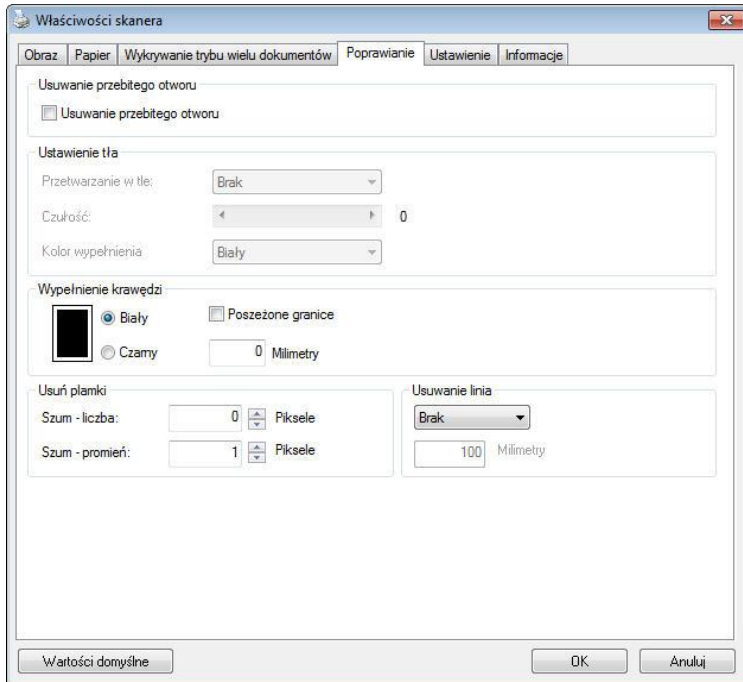 Właściwości skanera
Obraz Papier Wykrywanie trybu wielu dokumentów Poprawianie Ustawienie Informacje
Usuwanie przebitego otworu
Usuwanie przebitego otworu
Ustawienie tła
Przetwarzanie w tle: Brak
Czułość: 0
Kolor wypełnienia Biały
Wypełnienie krawędzi
Biały Poszeżone granice
Czarny 0 Milimetry
Usuń plamki
Szum - liczba: 0 Piksele
Szum - promień: 1 Piksele
Usuwanie linia
Brak
100 Milimetry
Wartości domyślne OK Anuluj